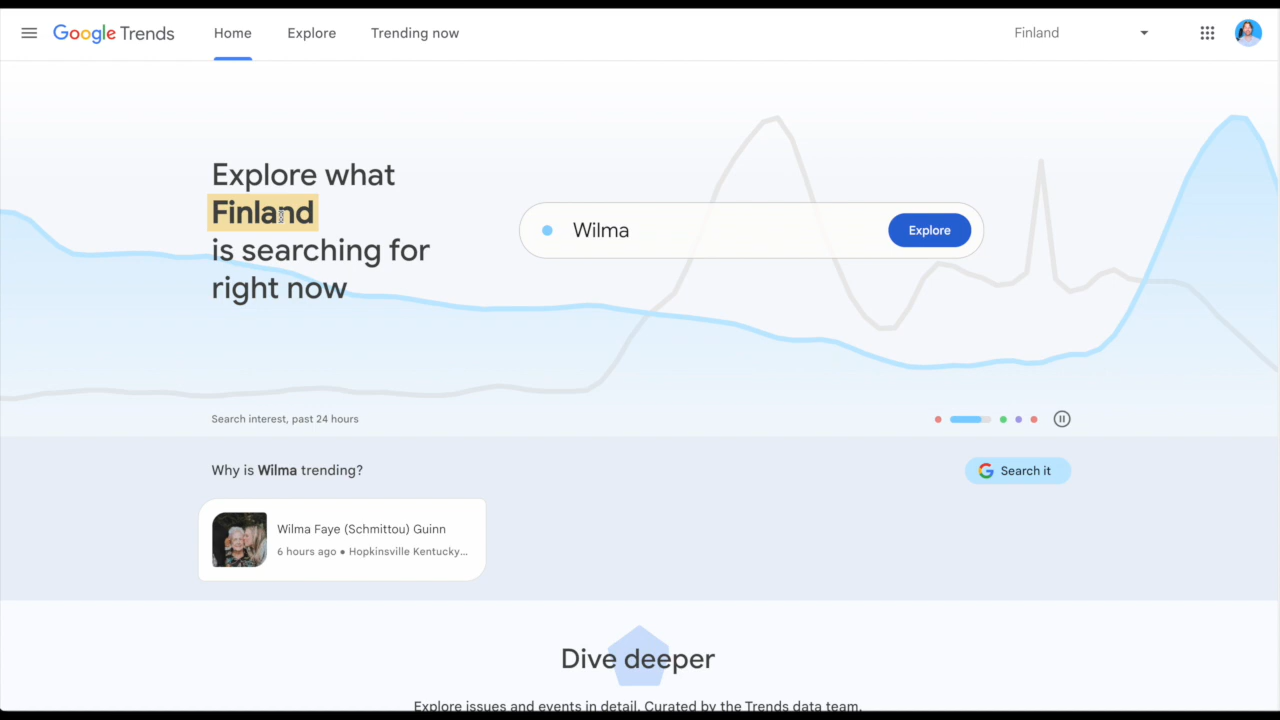 Google Trends
Home
Explore
Trending now
Finland
Explore what
Finland
is searching for
right now
Wilma
Explore
Search interest, past 24 hours
Why is Wilma trending?
Search it
Wilma Faye (Schmittou) Guinn
6 hours ago • Hopkinsville Kentucky...
Dive deeper
Explore issues and events in detail. Curated by the Trends data team.